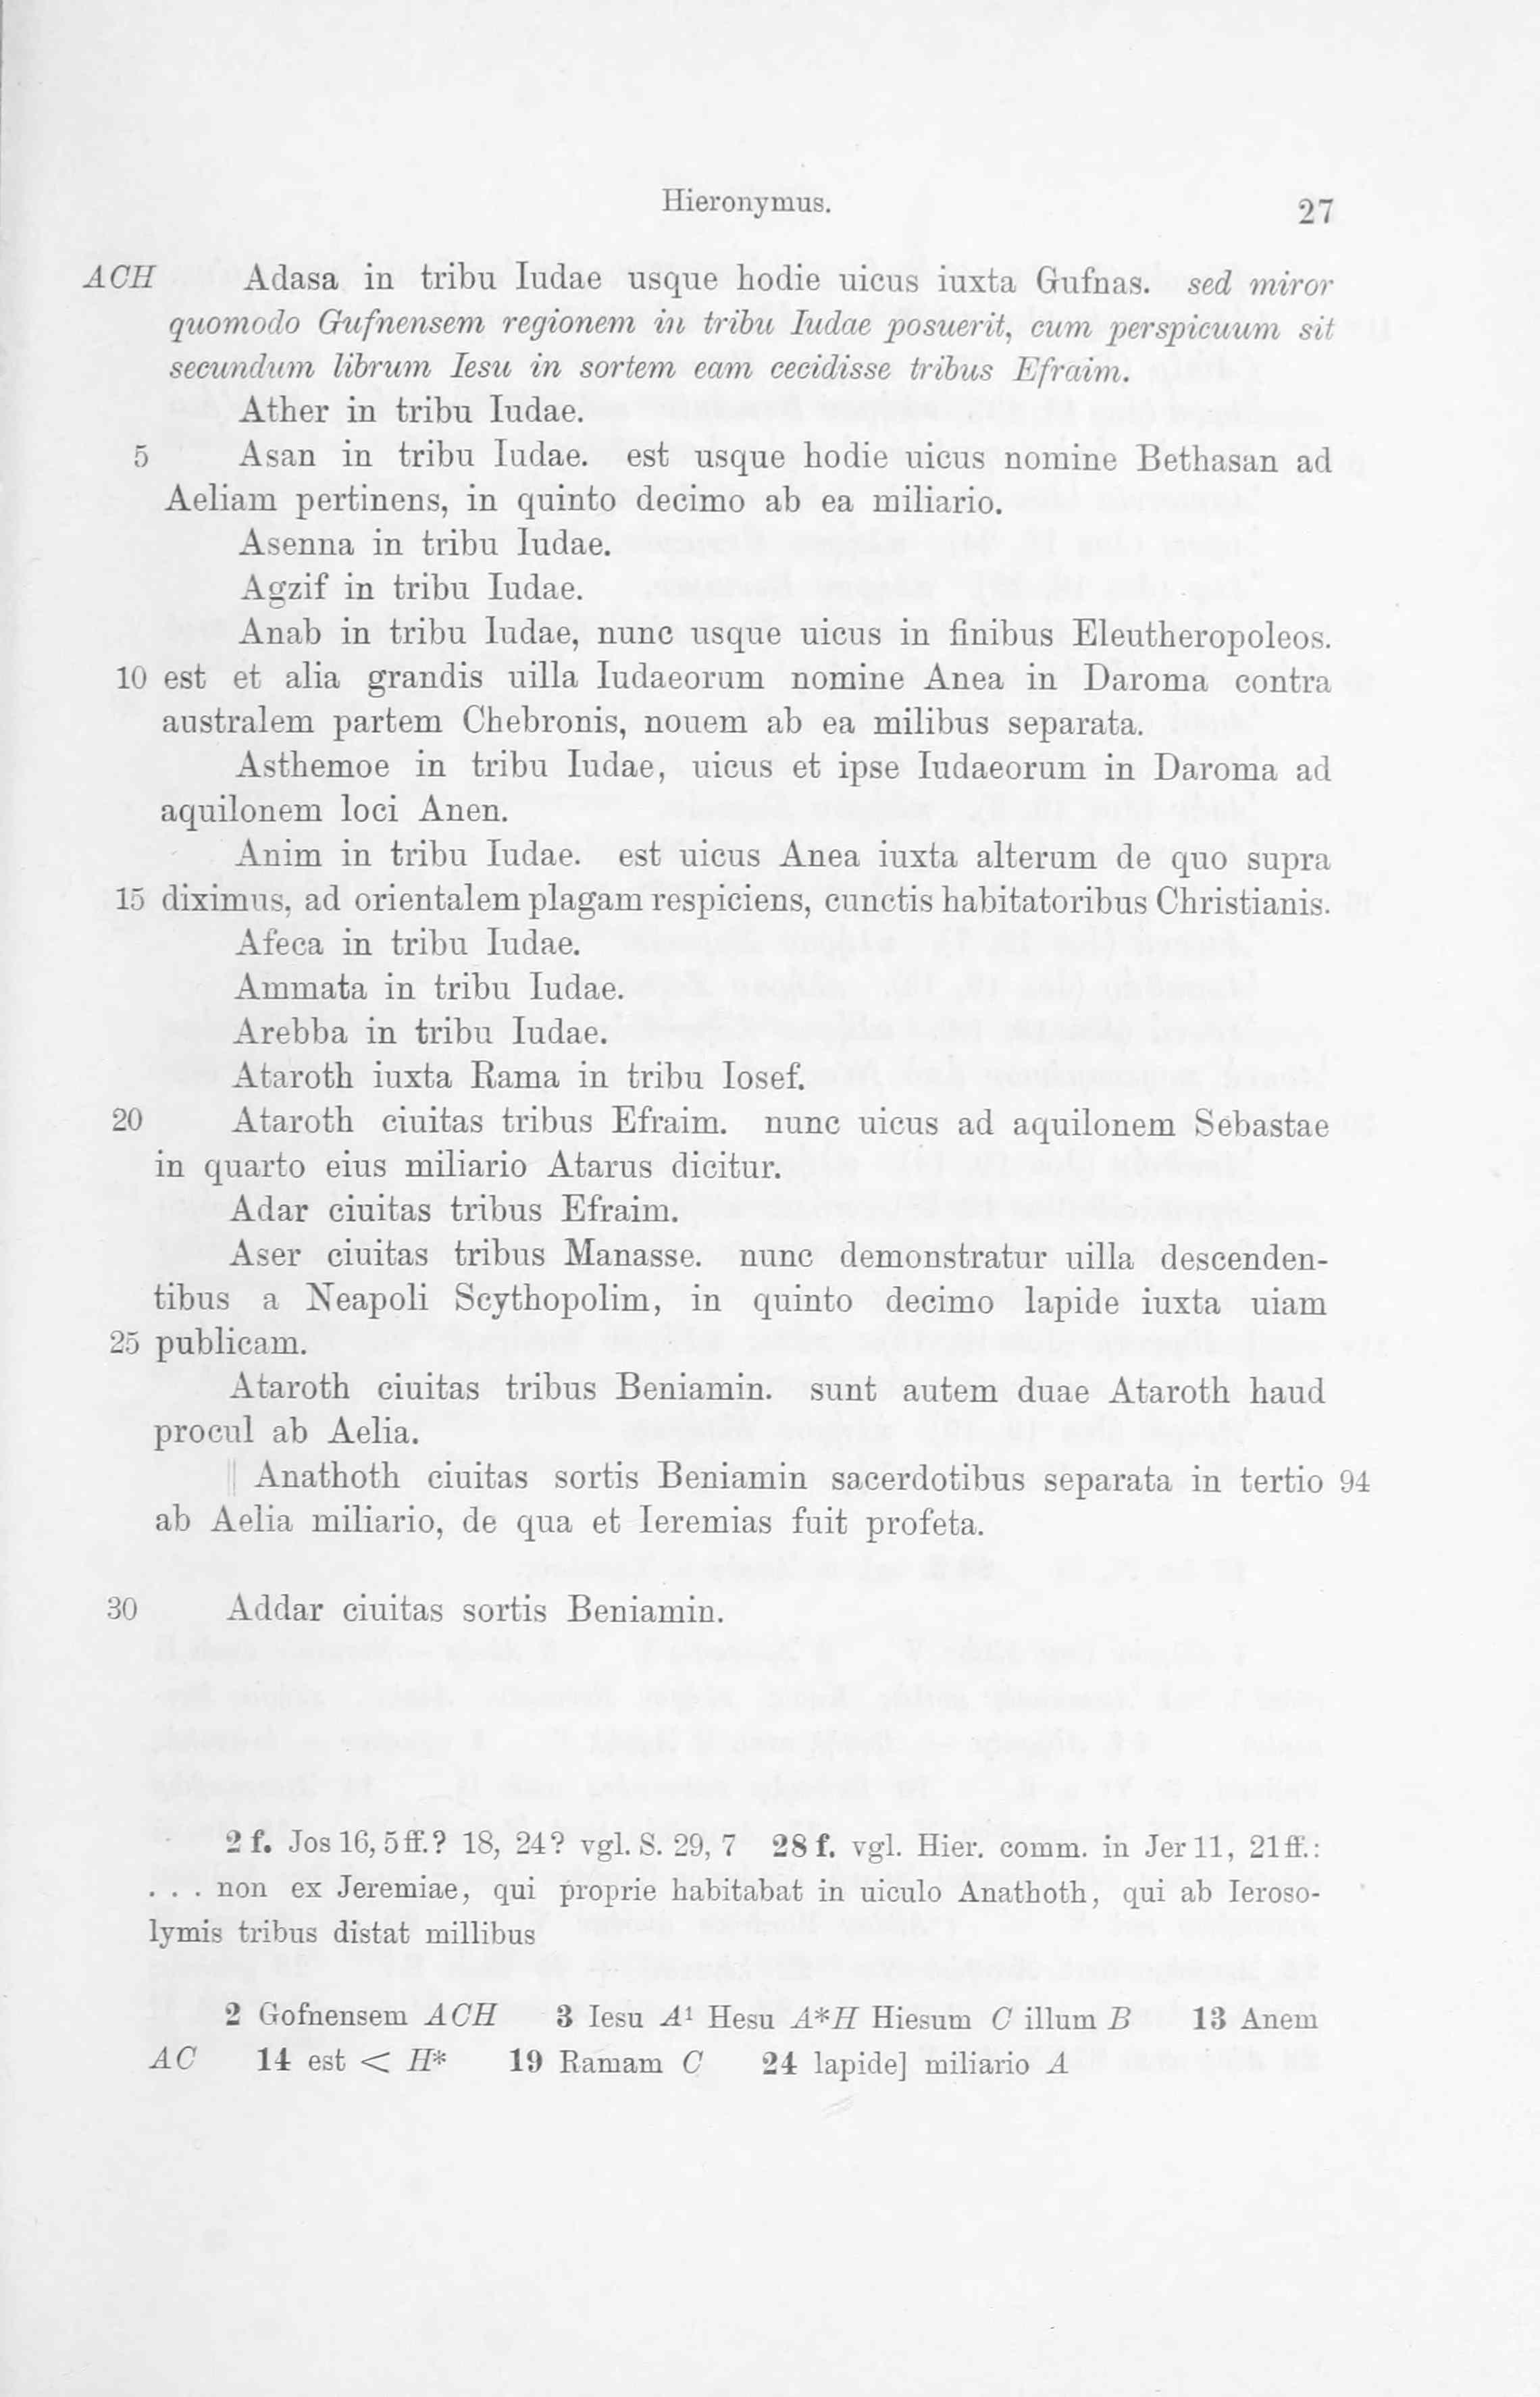 Hieronymus. 27
ACH Adasa in tribu Iudae usque hodie uicus iuxta Gufnas. sed miror
quomodo Gufnensem regionem in tribu Iudae posuerit, cum perspicuum sit
secundum librum Iesu in sortem eam cecidisse tribus Efraim.
Ather in tribu Iudae.
5 Asan in tribu Iudae. est usque hodie uicus nomine Bethasan ad
Aeliam pertinens, in quinto decimo ab ea miliario.
Asenna in tribu Iudae.
Agzif in tribu Iudae.
Anab in tribu Iudae, nunc usque uicus in finibus Eleutheropoleos.
10 est et alia grandis uilla Iudaeorum nomine Anea in Daroma contra
australem partem Chebronis, nouem ab ea milibus separata.
Asthemoe in tribu Iudae, uicus et ipse Iudaeorum in Daroma ad
aquilonem loci Anen.
Anim in tribu Iudae. est uicus Anea iuxta alterum de quo supra
15 diximus, ad orientalem plagam respiciens, cunctis habitatoribus Christianis.
Afeca in tribu Iudae.
Ammata in tribu Iudae.
Arebba in tribu Iudae.
Ataroth iuxta Rama in tribu Iosef.
20 Ataroth ciuitas tribus Efraim. nunc uicus ad aquilonem Sebastae
in quarto eius miliario Atarus dicitur.
Adar ciuitas tribus Efraim.
Aser ciuitas tribus Manasse. nunc demonstratur uilla descenden-
tibus a Neapoli Scythopolim, in quinto decimo lapide iuxta uiam
25 publicam.
Ataroth ciuitas tribus Beniamin. sunt autem duae Ataroth haud
procul ab Aelia.
|| Anathoth ciuitas sortis Beniamin sacerdotibus separata in tertio 94
ab Aelia miliario, de qua et Ieremias fuit profeta.
30 Addar ciuitas sortis Beniamin.
2 f. Jos 16, 5 ff.? 18, 24? vgl. S. 29, 7 28 f. vgl. Hier. comm. in Jer 11, 21 ff.:
. . . non ex Jeremiae, qui proprie habitabat in uiculo Anathoth, qui ab Ieroso-
lymis tribus distat millibus
2 Gofnensem ACH 3 Iesu A¹ Hesu A*H Hiesum C illum B 13 Anem
AC 14 est < H* 19 Ramam C 24 lapide] miliario A